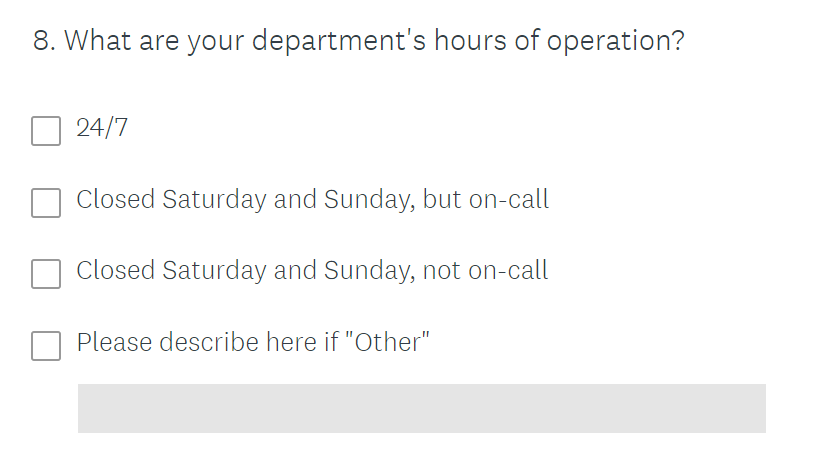 8. What are your department's hours of operation?
24/7
Closed Saturday and Sunday, but on-call
Closed Saturday and Sunday, not on-call
Please describe here if "Other"